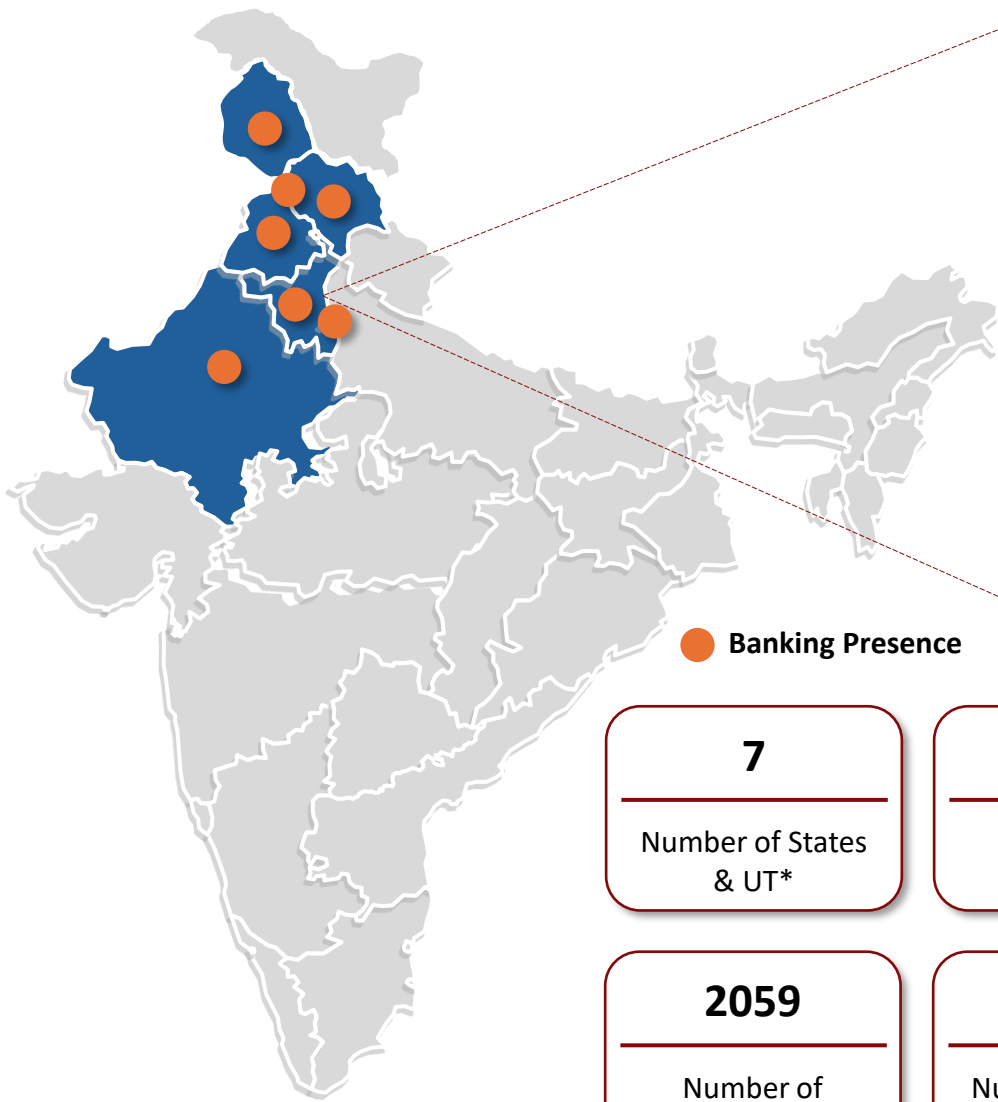 Banking Presence
7
Number of States
& UT*
2059
Number of